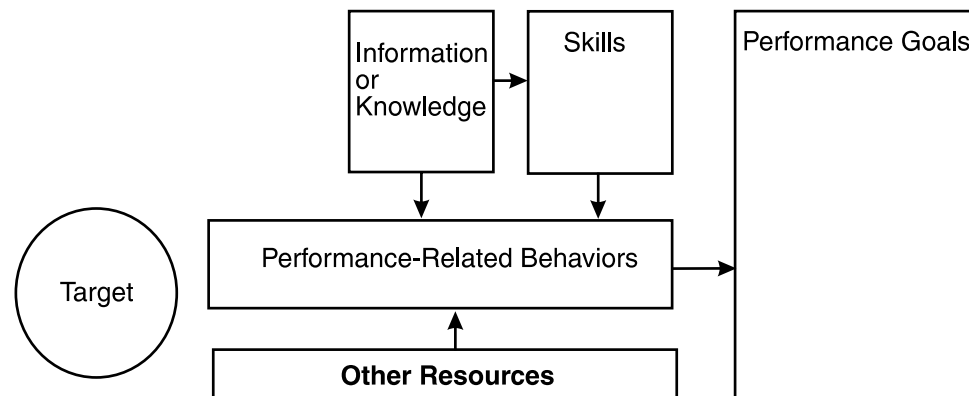 Information
or
Knowledge
Skills
Performance Goals
Target
Performance-Related Behaviors
Other Resources